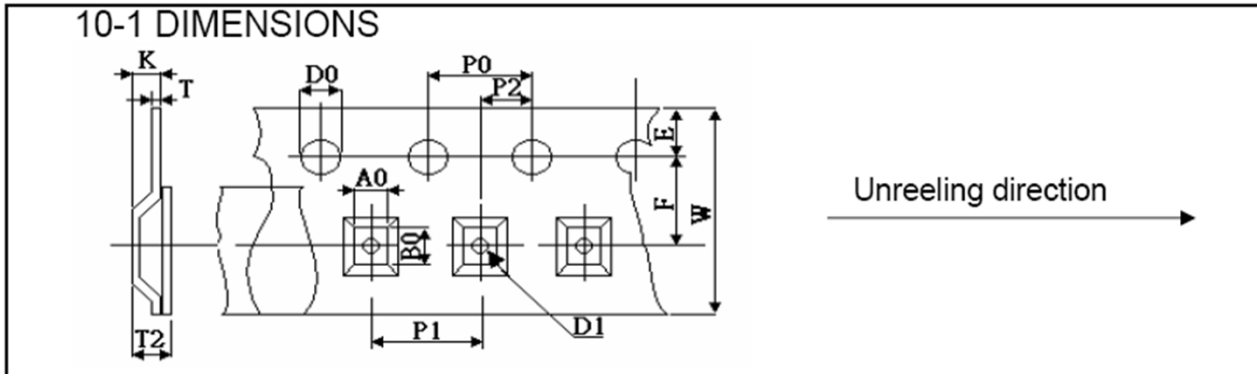 10-1 DIMENSIONS
K
P0
D0
T
P2
E
A0
F
W
Unreeling direction
B0
P1
D1
T2